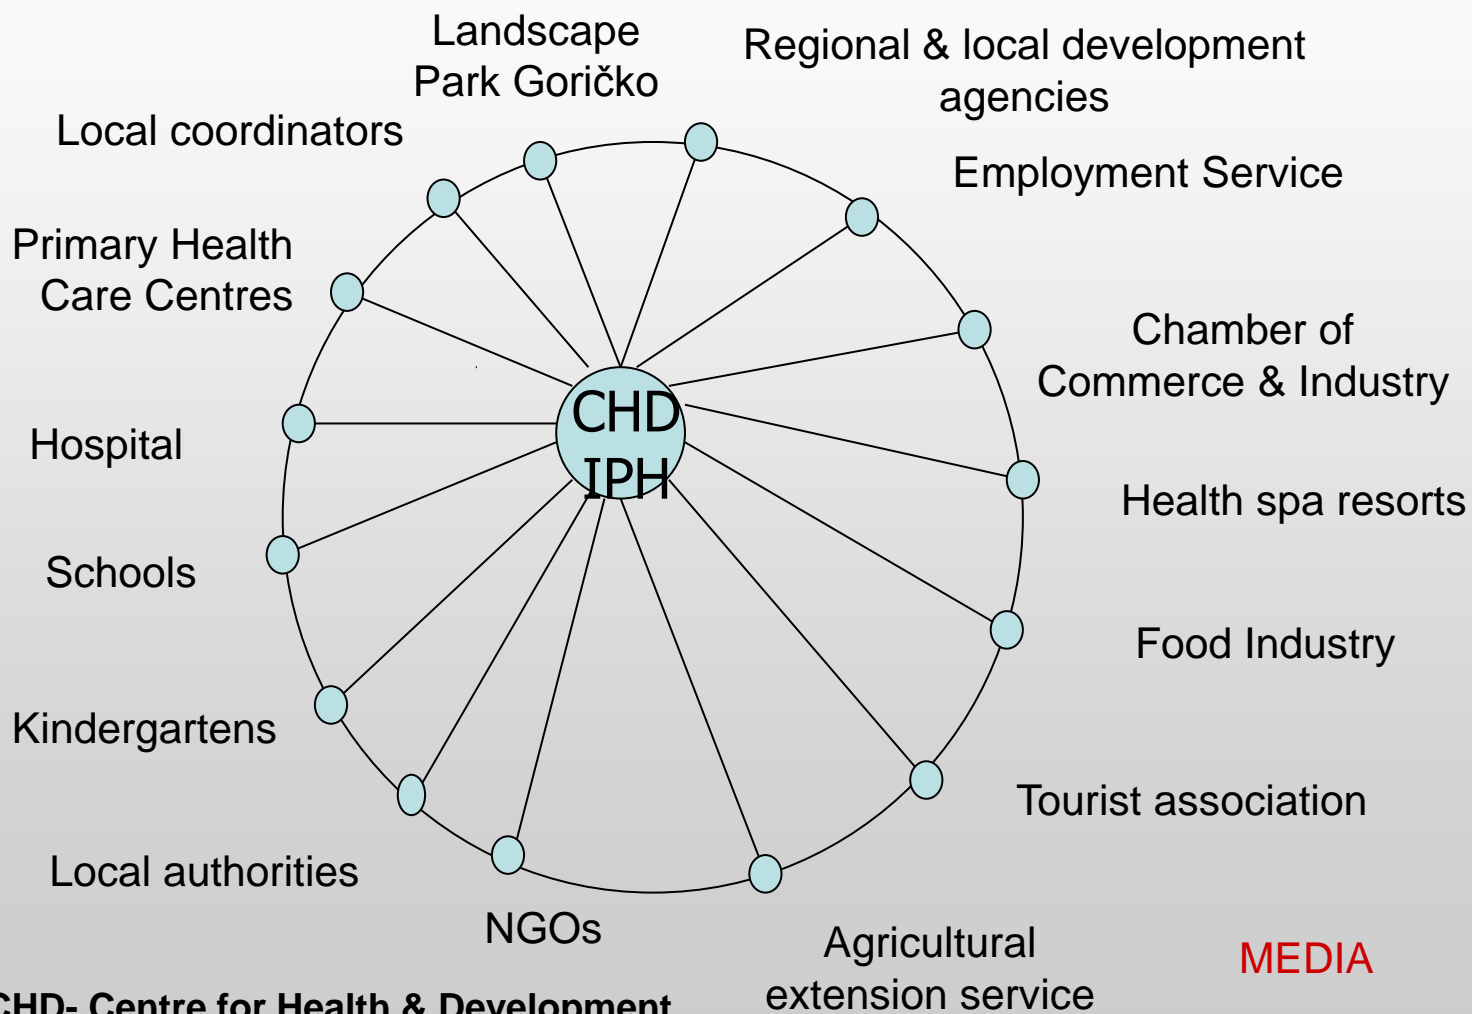 Landscape
Park Goričko
Regional & local development
agencies
Local coordinators
Employment Service
Primary Health
Care Centres
Chamber of
Commerce & Industry
CHD
IPH
Hospital
Health spa resorts
Schools
Food Industry
Kindergartens
Tourist association
Local authorities
NGOs
Agricultural
extension service
MEDIA
CHD- Centre for Health & Development